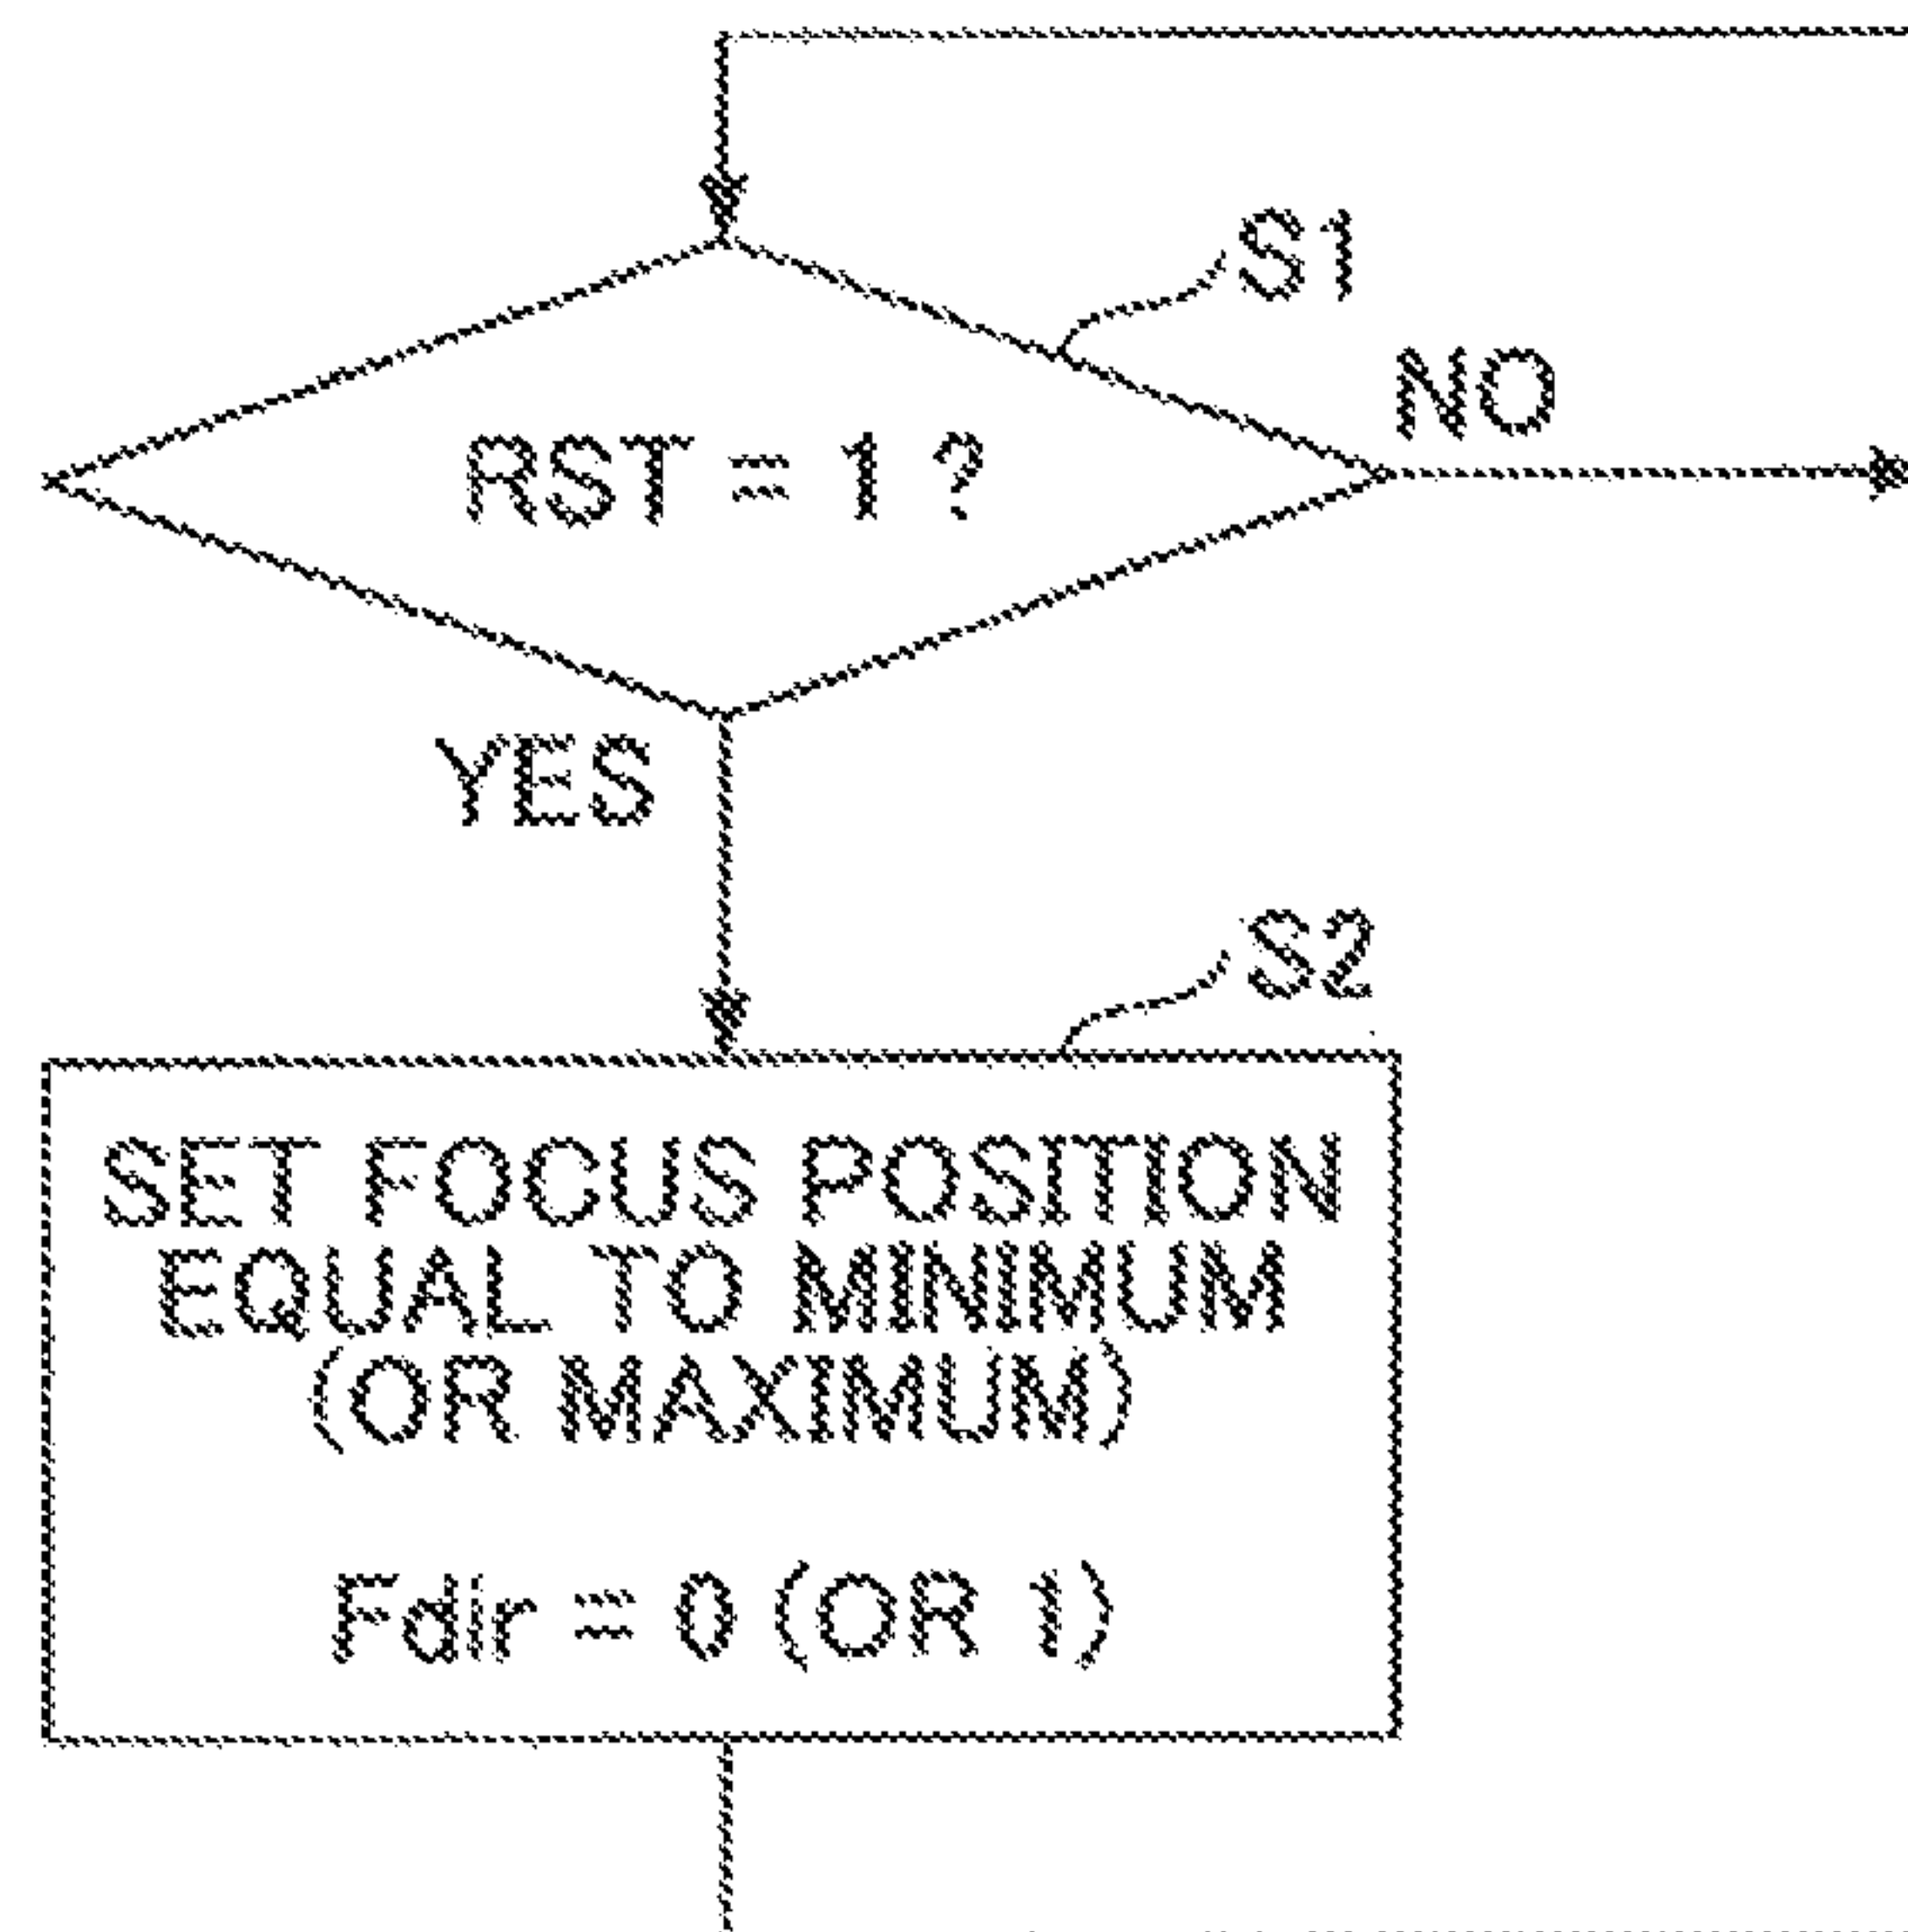 S1
NO
RST = 1 ?
YES
S2
SET FOCUS POSITION
EQUAL TO MINIMUM
(OR MAXIMUM)
Fdir = 0 (OR 1)